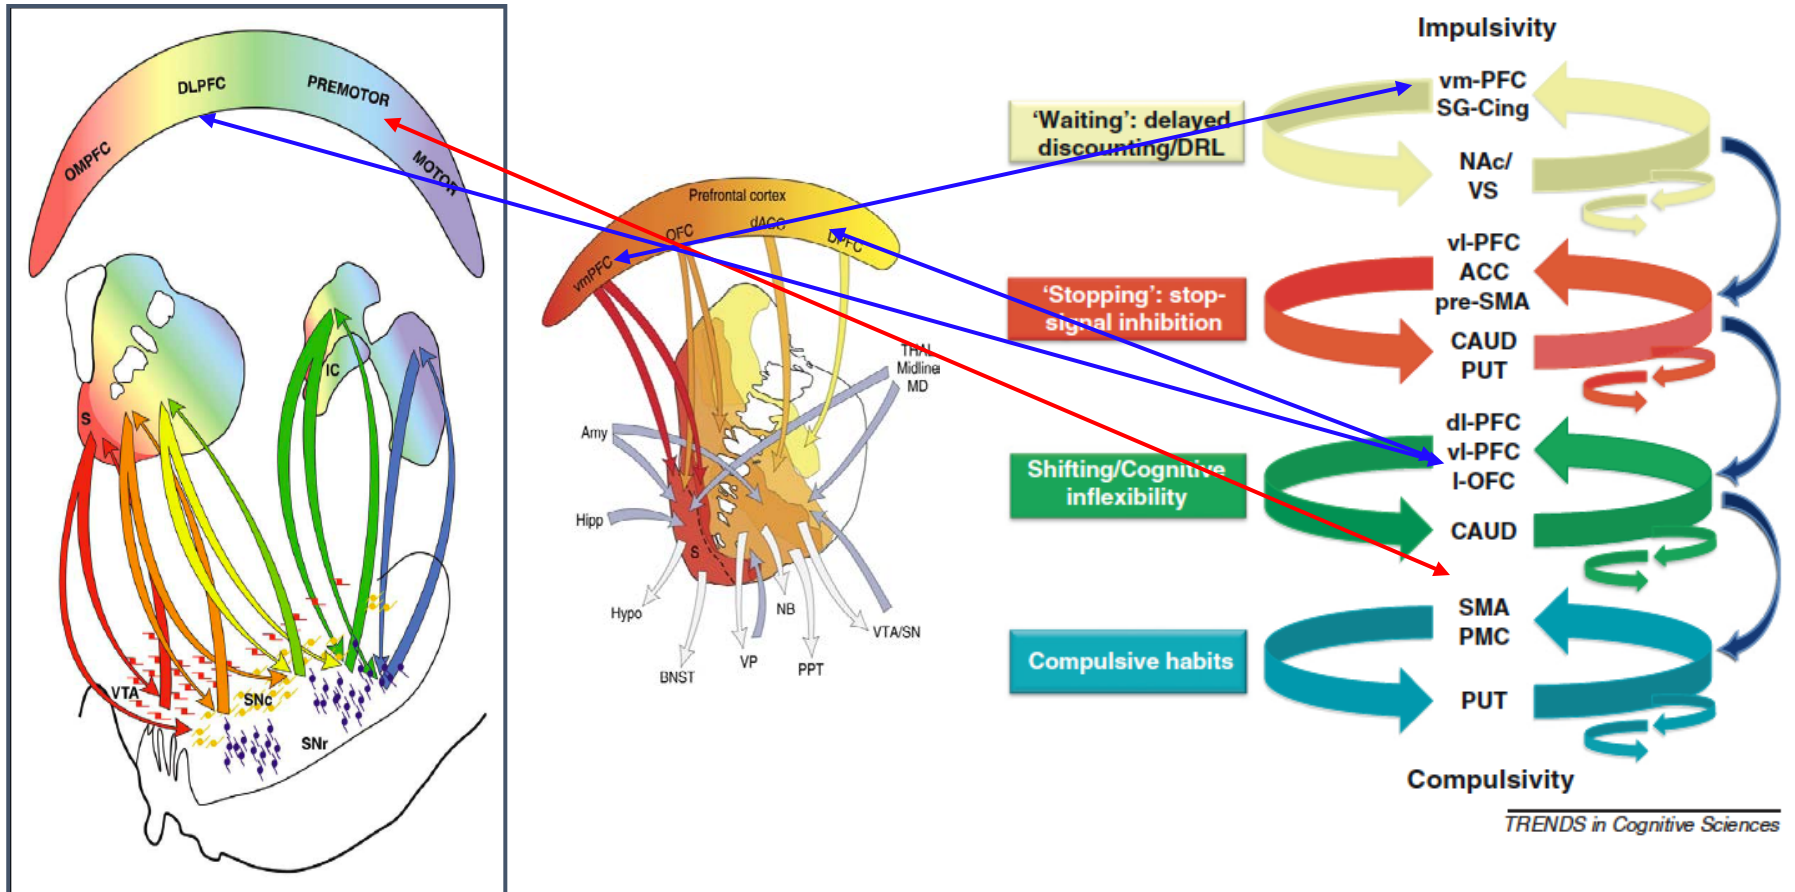 DLPFC
PREMOTOR
OMPFC
MOTOR
IC
S
VTA
SNc
SNr
Prefrontal cortex
OFC
dACC
DPFC
vmPFC
THAL
Midline
MD
Amy
Hipp
S
Hypo
NB
VTA/SN
VP
PPT
BNST
Impulsivity
'Waiting': delayed
discounting/DRL
vm-PFC
SG-Cing
NAc/
VS
'Stopping': stop-
signal inhibition
vl-PFC
ACC
pre-SMA
CAUD
PUT
Shifting/Cognitive
inflexibility
dl-PFC
vl-PFC
l-OFC
CAUD
Compulsive habits
SMA
PMC
PUT
Compulsivity
TRENDS in Cognitive Sciences